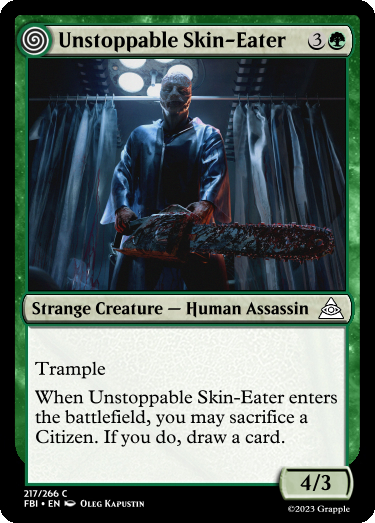 Unstoppable Skin-Eater 3
Strange Creature — Human Assassin
Trample
When Unstoppable Skin-Eater enters
the battlefield, you may sacrifice a
Citizen. If you do, draw a card.
4/3
217/266 C
FBI • EN Oleg Kapustin
©2023 Grapple